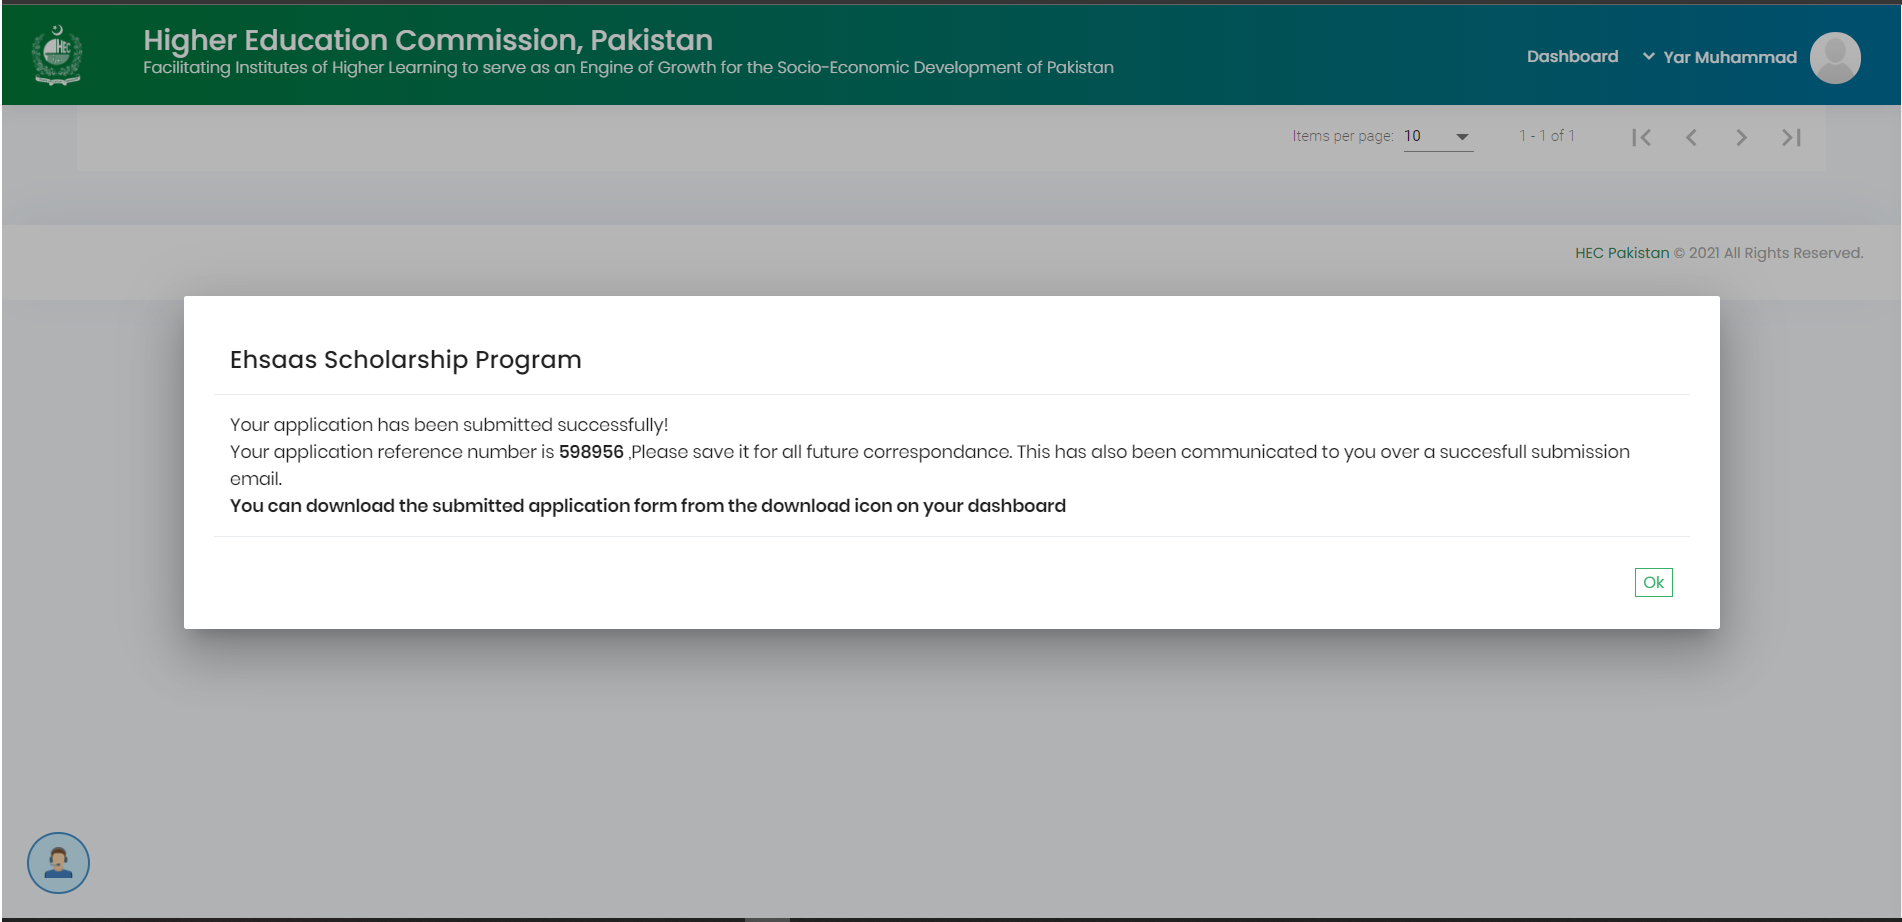 HEC
Higher Education Commission, Pakistan
Facilitating Institutes of Higher Learning to serve as an Engine of Growth for the Socio-Economic Development of Pakistan
Dashboard Yar Muhammad
Items per page: 10 1 - 1 of 1
HEC Pakistan © 2021 All Rights Reserved.
Ehsaas Scholarship Program
Your application has been submitted successfully!
Your application reference number is 598956 ,Please save it for all future correspondance. This has also been communicated to you over a succesfull submission
email.
You can download the submitted application form from the download icon on your dashboard
Ok